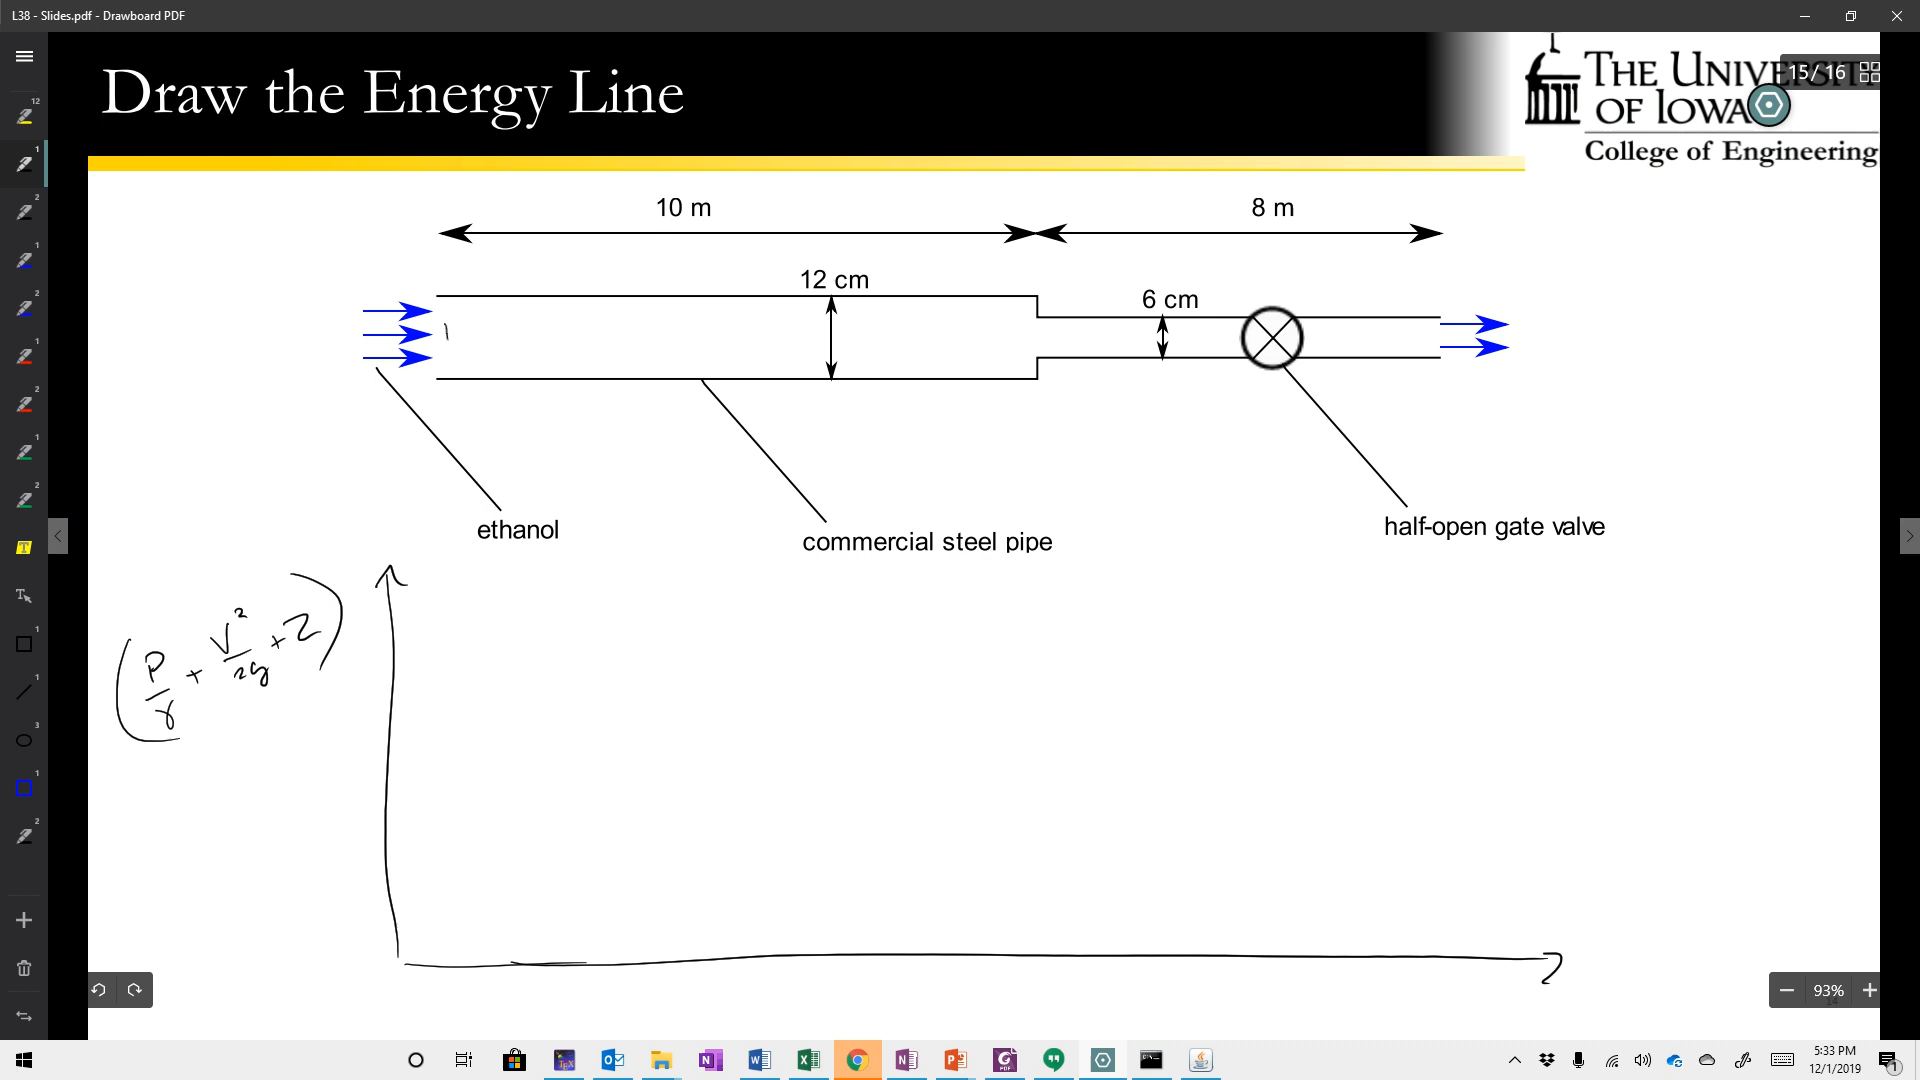 L38 - Slides.pdf - Drawboard PDF
Draw the Energy Line
THE UNIVERSIT
OF IOWA
College of Engineering
15 / 16
10 m
8 m
12 cm
6 cm
1
ethanol
commercial steel pipe
half-open gate valve
(P/γ + V²/2g + Z)
93%
5:33 PM
12/1/2019